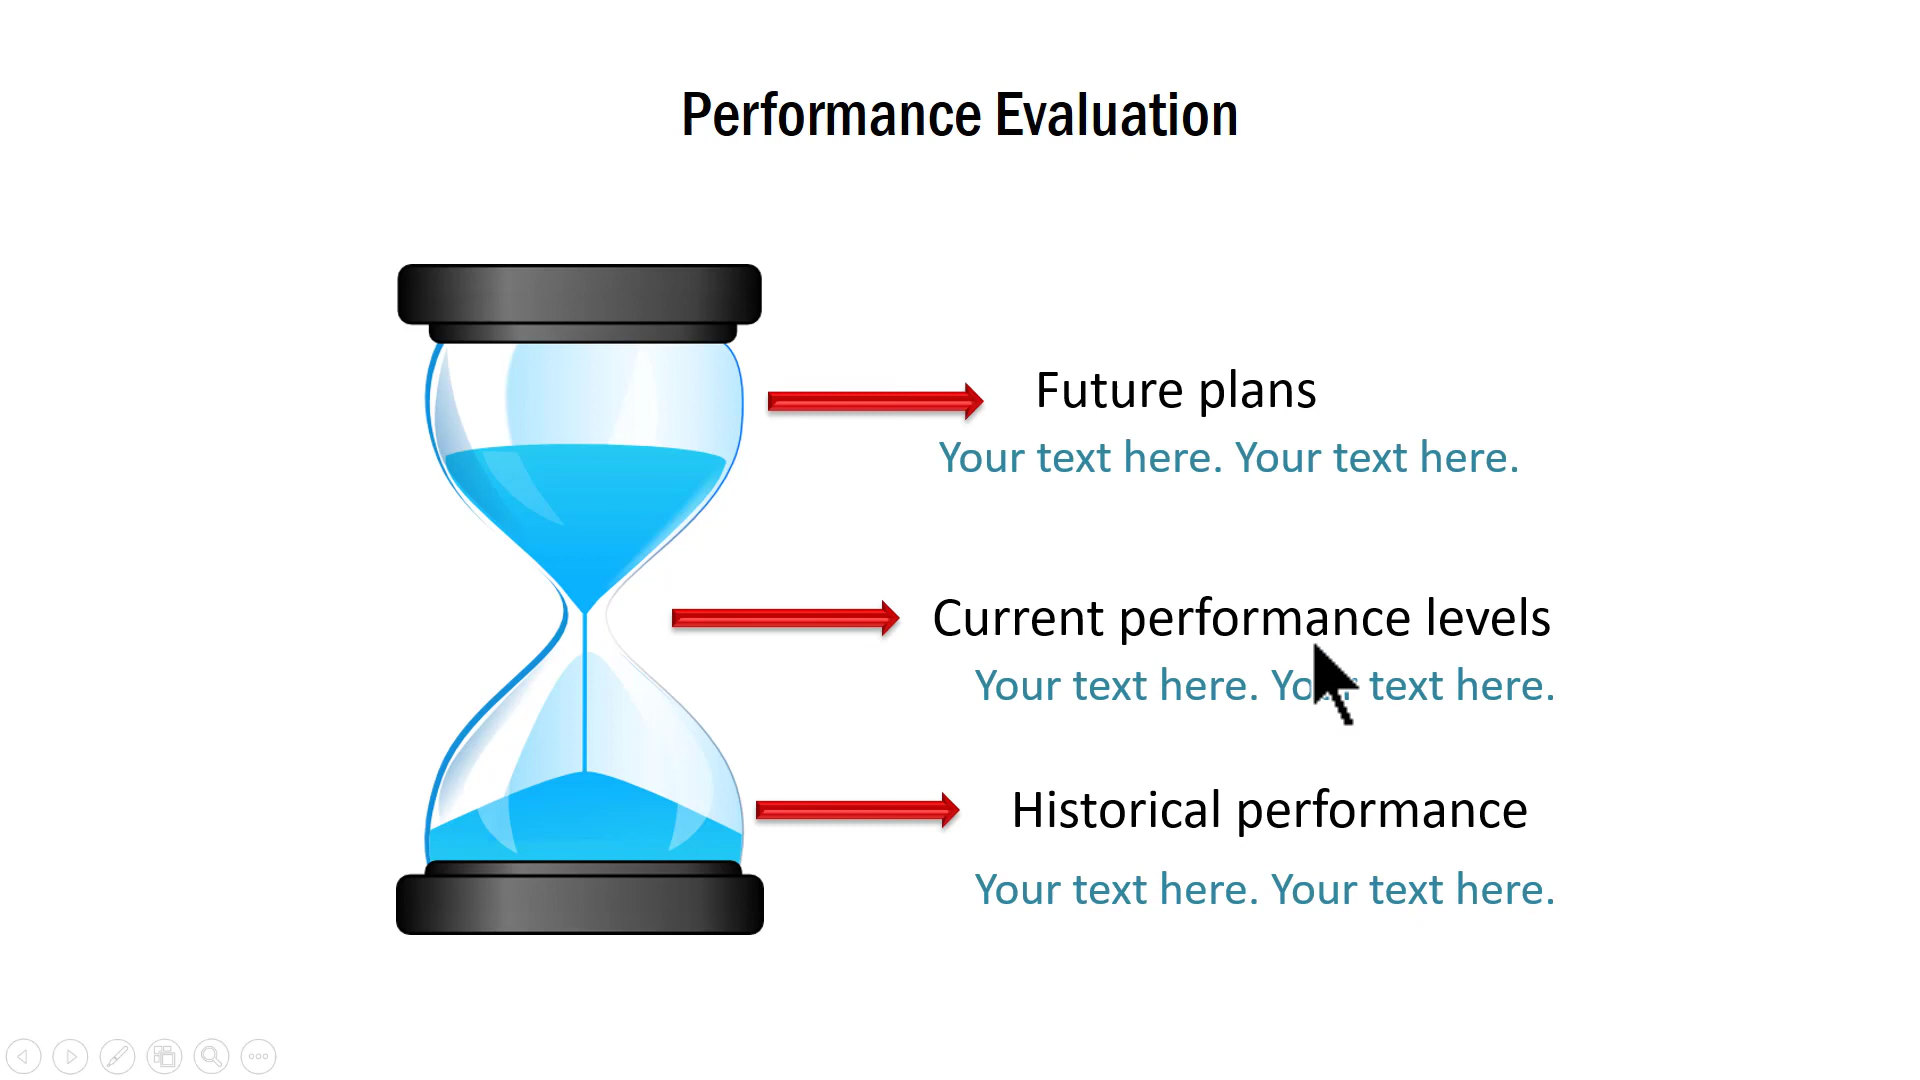 Performance Evaluation
Future plans
Your text here. Your text here.
Current performance levels
Your text here. Your text here.
Historical performance
Your text here. Your text here.